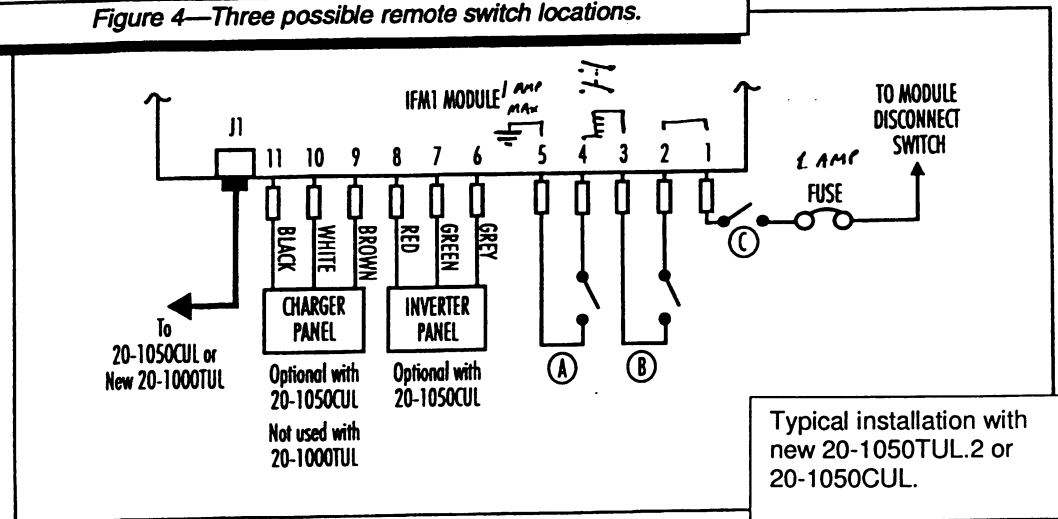 Figure 4—Three possible remote switch locations.
IFM1 MODULE
1 AMP
MAX
TO MODULE
DISCONNECT
SWITCH
1 AMP
FUSE
J1
11 10 9 8 7 6 5 4 3 2 1
BLACK
WHITE
BROWN
RED
GREEN
GREY
C
CHARGER
PANEL
INVERTER
PANEL
A
B
To
20-1050CUL or
New 20-1000TUL
Optional with
20-1050CUL
Not used with
20-1000TUL
Optional with
20-1050CUL
Typical installation with
new 20-1050TUL.2 or
20-1050CUL.